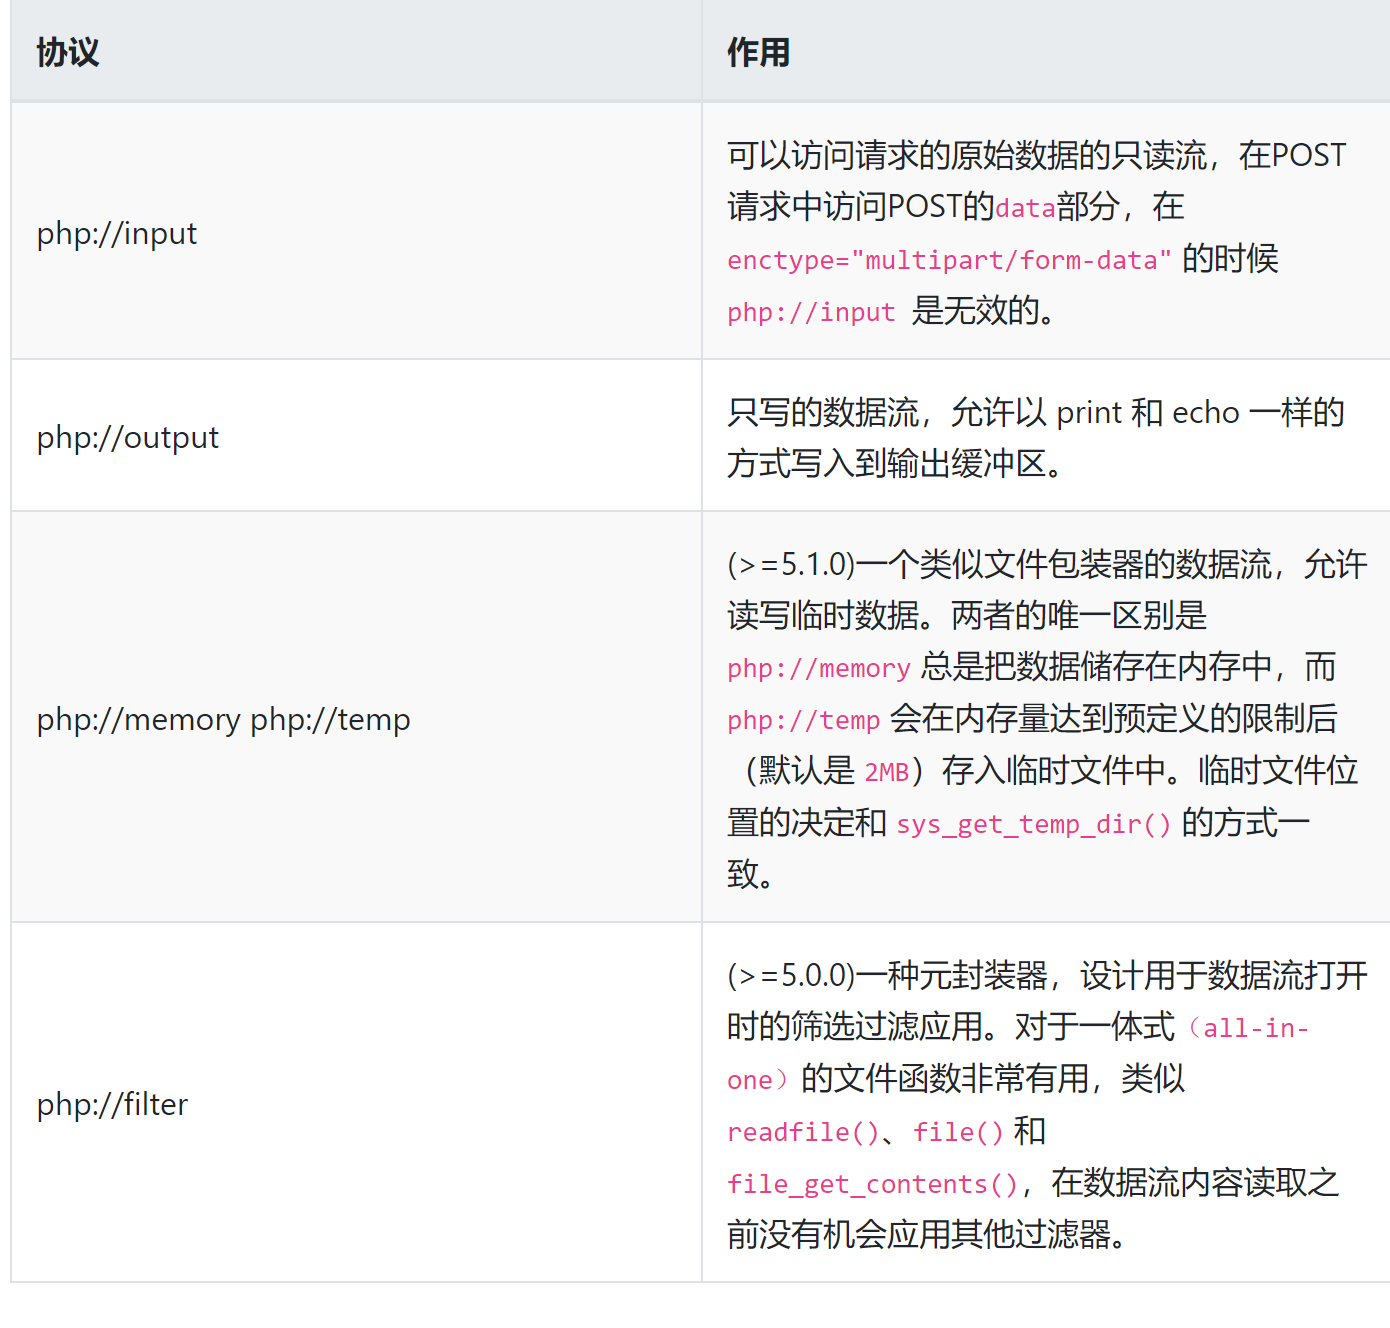 协议
作用
php://input
可以访问请求的原始数据的只读流，在POST
请求中访问POST的data部分，在
enctype="multipart/form-data" 的时候
php://input 是无效的。
php://output
只写的数据流，允许以 print 和 echo 一样的
方式写入到输出缓冲区。
php://memory php://temp
(>=5.1.0)一个类似文件包装器的数据流，允许
读写临时数据。两者的唯一区别是
php://memory 总是把数据储存在内存中，而
php://temp 会在内存量达到预定义的限制后
（默认是 2MB）存入临时文件中。临时文件位
置的决定和 sys_get_temp_dir() 的方式一
致。
php://filter
(>=5.0.0)一种元封装器，设计用于数据流打开
时的筛选过滤应用。对于一体式（all-in-
one）的文件函数非常有用，类似
readfile()、file() 和
file_get_contents()，在数据流内容读取之
前没有机会应用其他过滤器。